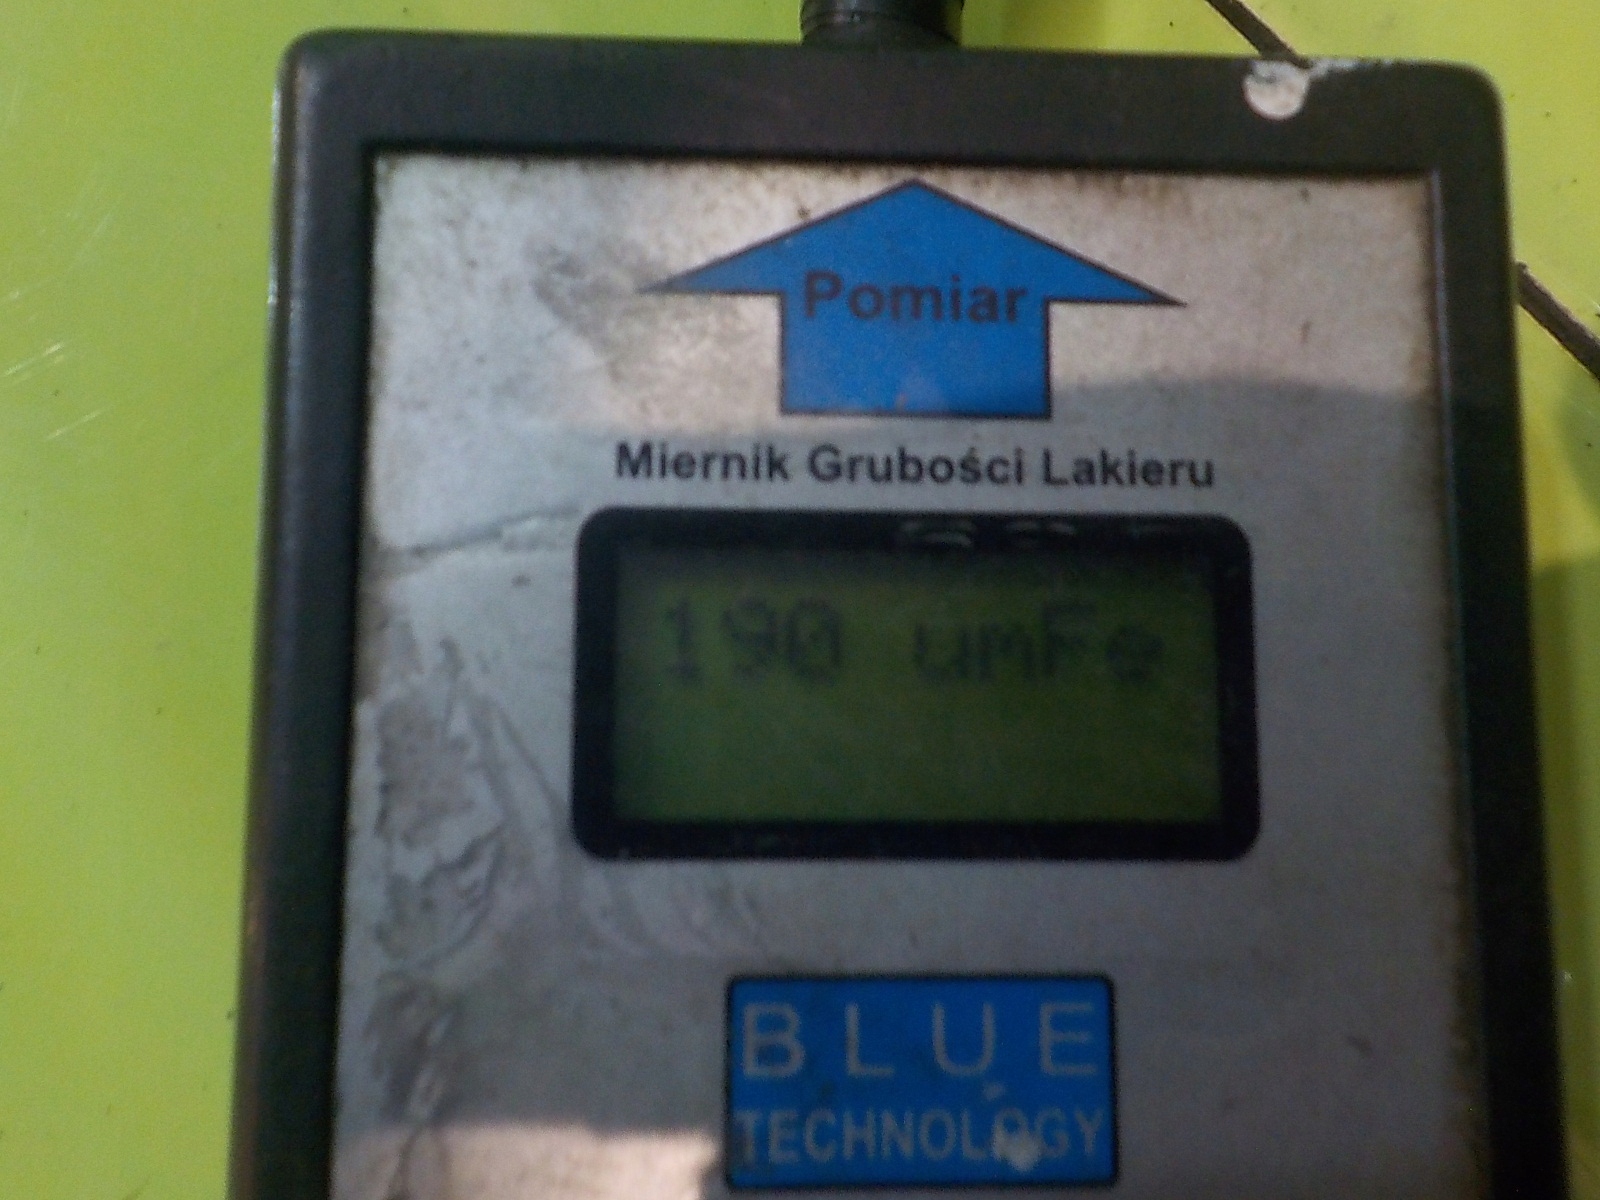 Pomiar
Miernik Grubości Lakieru
190 umFe
BLUE
TECHNOLOGY